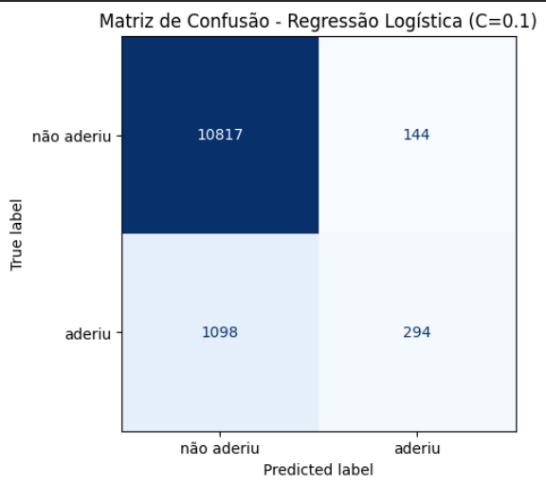 Matriz de Confusão - Regressão Logística (C=0.1)
não aderiu
10817
144
True label
aderiu
1098
294
não aderiu
aderiu
Predicted label